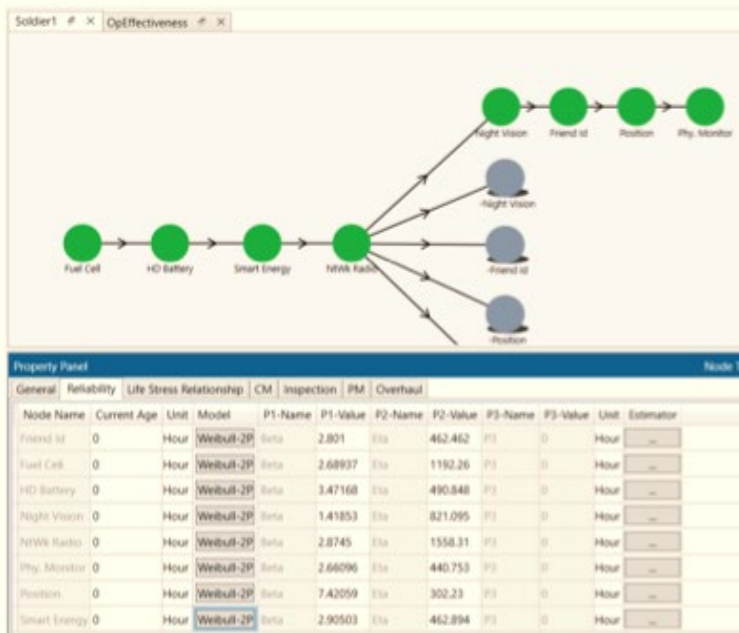 Soldier1
OpEffectiveness
Night Vision Friend Id Position Phy. Monitor
-Night Vision
Fuel Cell HD Battery Smart Energy NtWk Radio
-Friend id
-Position
Property Panel
General Reliability Life Stress Relationship CM Inspection PM Overhaul
Node Name Current Age Unit Model P1-Name P1-Value P2-Name P2-Value P3-Name P3-Value Unit Estimator
Friend Id 0 Hour Weibull-2P Beta 2.801 Eta 462.462 P3 0 Hour ...
Fuel Cell 0 Hour Weibull-2P Beta 2.68937 Eta 1192.26 P3 0 Hour ...
HD Battery 0 Hour Weibull-2P Beta 3.47168 Eta 490.848 P3 0 Hour ...
Night Vision 0 Hour Weibull-2P Beta 1.41853 Eta 821.095 P3 0 Hour ...
NtWk Radio 0 Hour Weibull-2P Beta 2.8745 Eta 1558.31 P3 0 Hour ...
Phy. Monitor 0 Hour Weibull-2P Beta 2.66096 Eta 440.753 P3 0 Hour ...
Position 0 Hour Weibull-2P Beta 7.42059 Eta 302.23 P3 0 Hour ...
Smart Energy 0 Hour Weibull-2P Beta 2.90503 Eta 462.894 P3 0 Hour ...